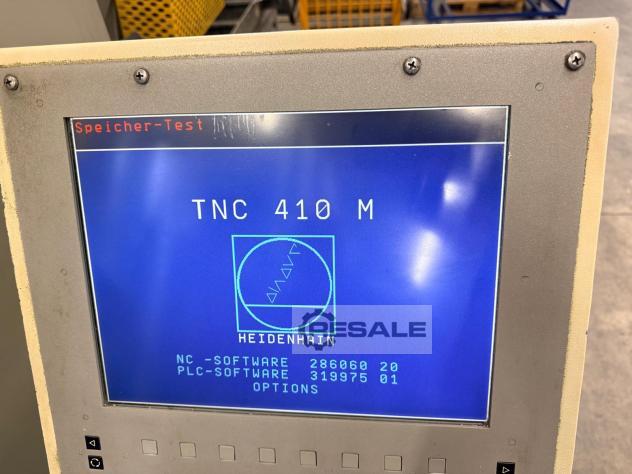 Speicher-Test
TNC 410 M
HEIDENHAIN
RESALE
NC -SOFTWARE 286060 20
PLC-SOFTWARE 319975 01
OPTIONS